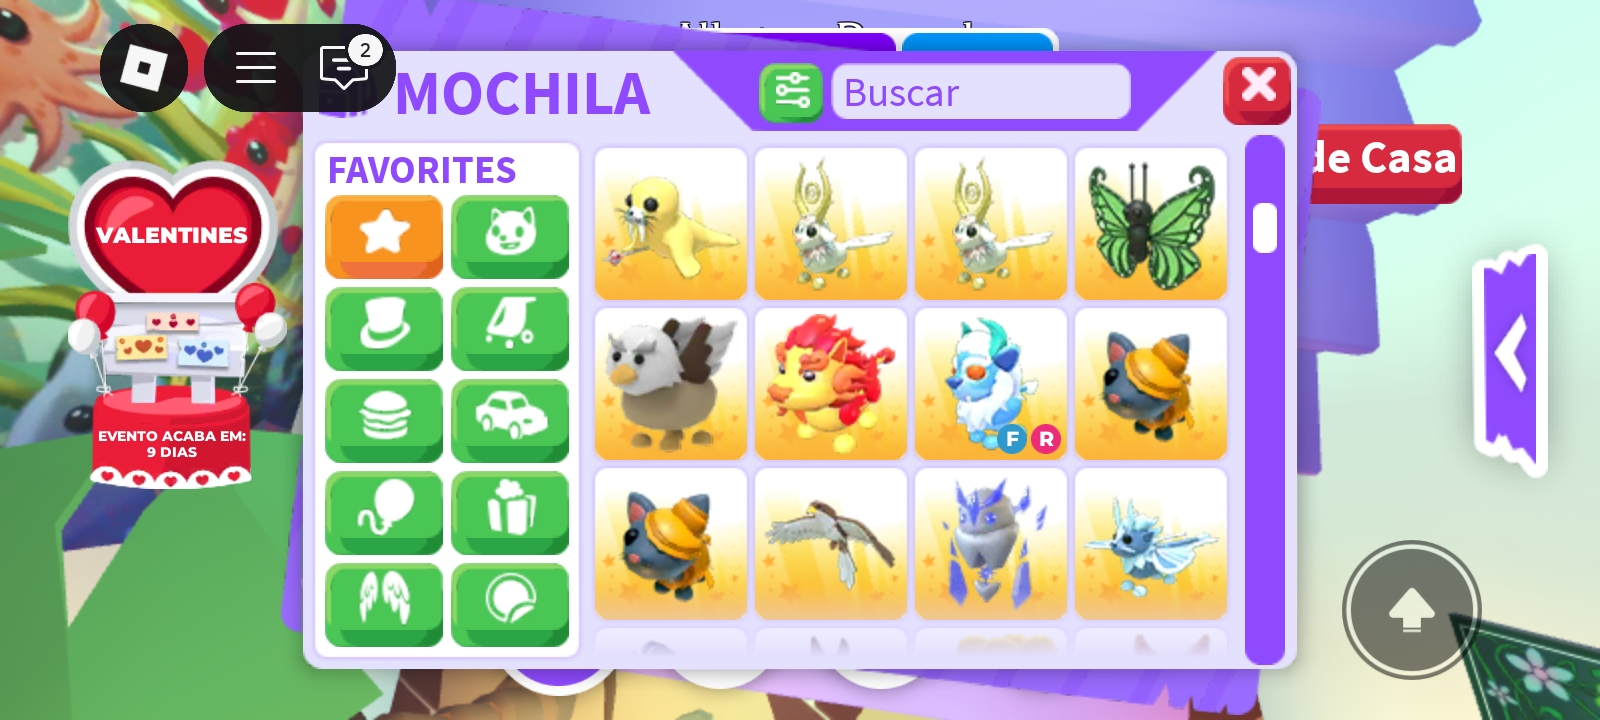 2
MOCHILA
Buscar
de Casa
FAVORITES
VALENTINES
EVENTO ACABA EM:
9 DIAS
F R